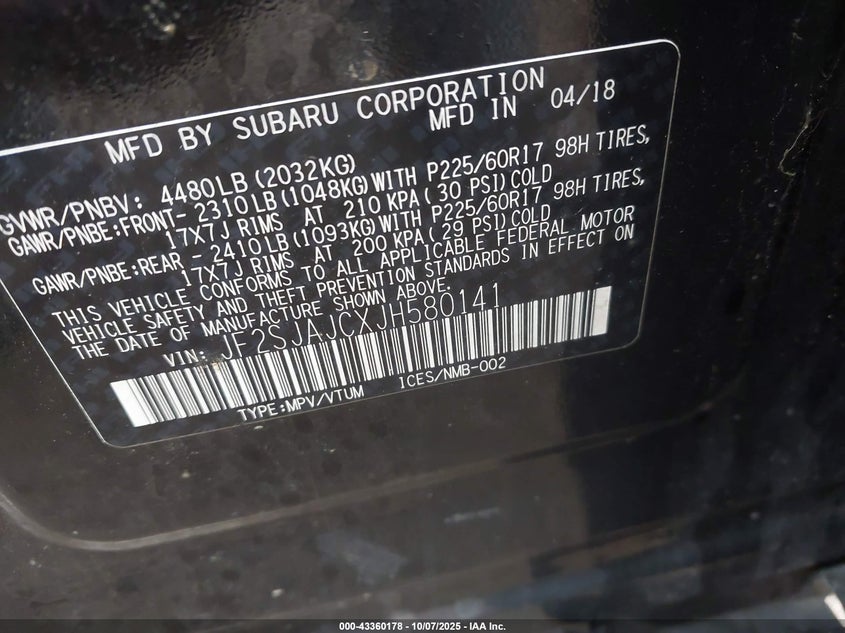 MFD BY SUBARU CORPORATION
MFD IN 04/18
GVWR/PNBV: 4480LB(2032KG)
GAWR/PNBE:FRONT- 2310LB(1048KG)WITH P225/60R17 98H TIRES,
17X7J RIMS AT 210 KPA(30 PSI)COLD
GAWR/PNBE:REAR - 2410LB(1093KG)WITH P225/60R17 98H TIRES,
17X7J RIMS AT 200 KPA(29 PSI)COLD
THIS VEHICLE CONFORMS TO ALL APPLICABLE FEDERAL MOTOR
VEHICLE SAFETY AND THEFT PREVENTION STANDARDS IN EFFECT ON
THE DATE OF MANUFACTURE SHOWN ABOVE.
VIN: JF2SJAJCXJH580141
TYPE:MPV/VTUM ICES/NMB-002
000-43360178 - 10/07/2025 - IAA Inc.